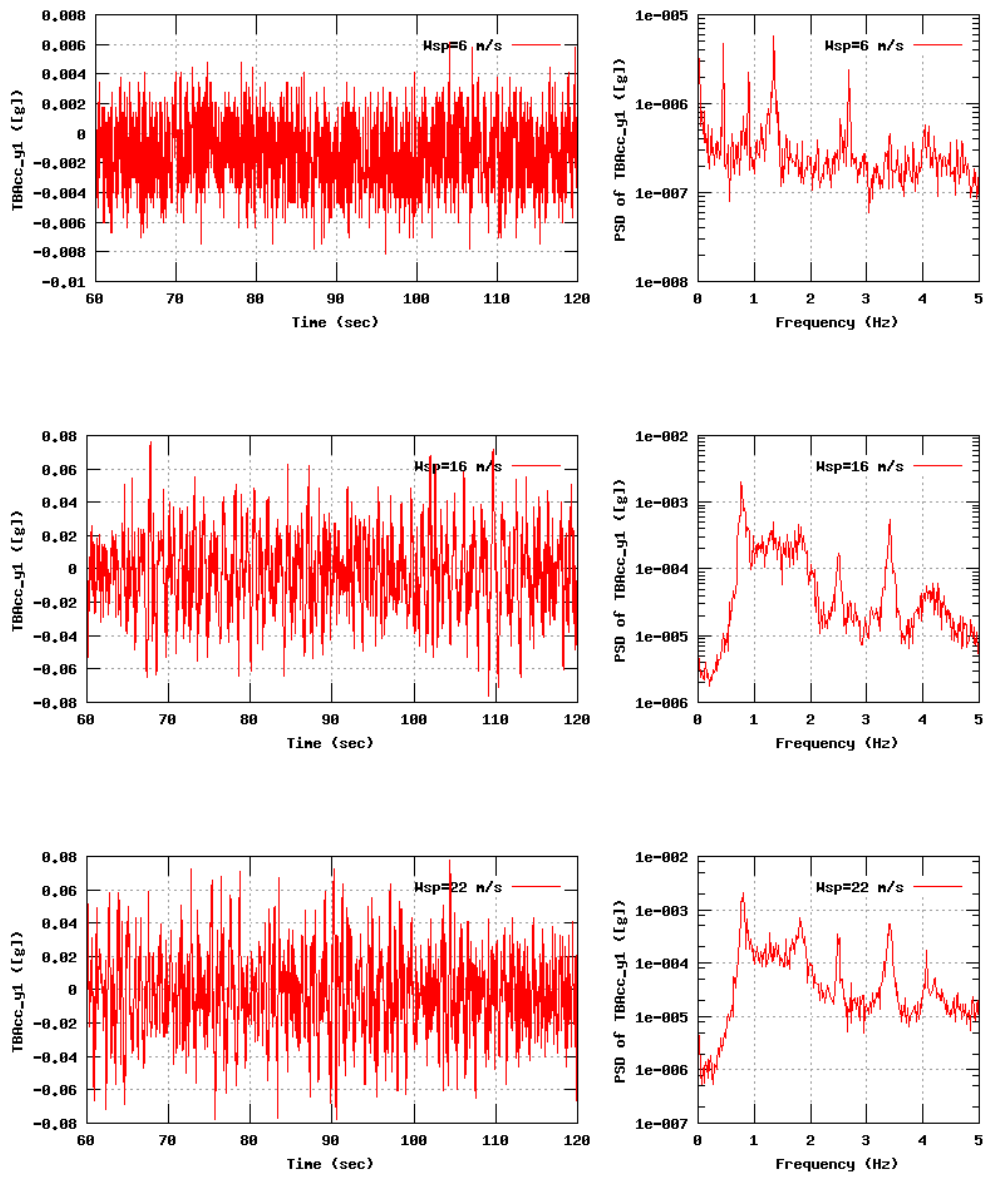 0.008
0.006
0.004
0.002
0
-0.002
-0.004
-0.006
-0.008
-0.01
TBAcc_y1 ([g])
Wsp=6 m/s
60 70 80 90 100 110 120
Time (sec)
1e-005
1e-006
1e-007
1e-008
PSD of TBAcc_y1 ([g])
Wsp=6 m/s
0 1 2 3 4 5
Frequency (Hz)
0.08
0.06
0.04
0.02
0
-0.02
-0.04
-0.06
-0.08
TBAcc_y1 ([g])
Wsp=16 m/s
60 70 80 90 100 110 120
Time (sec)
1e-002
1e-003
1e-004
1e-005
1e-006
PSD of TBAcc_y1 ([g])
Wsp=16 m/s
0 1 2 3 4 5
Frequency (Hz)
0.08
0.06
0.04
0.02
0
-0.02
-0.04
-0.06
-0.08
TBAcc_y1 ([g])
Wsp=22 m/s
60 70 80 90 100 110 120
Time (sec)
1e-002
1e-003
1e-004
1e-005
1e-006
1e-007
PSD of TBAcc_y1 ([g])
Wsp=22 m/s
0 1 2 3 4 5
Frequency (Hz)